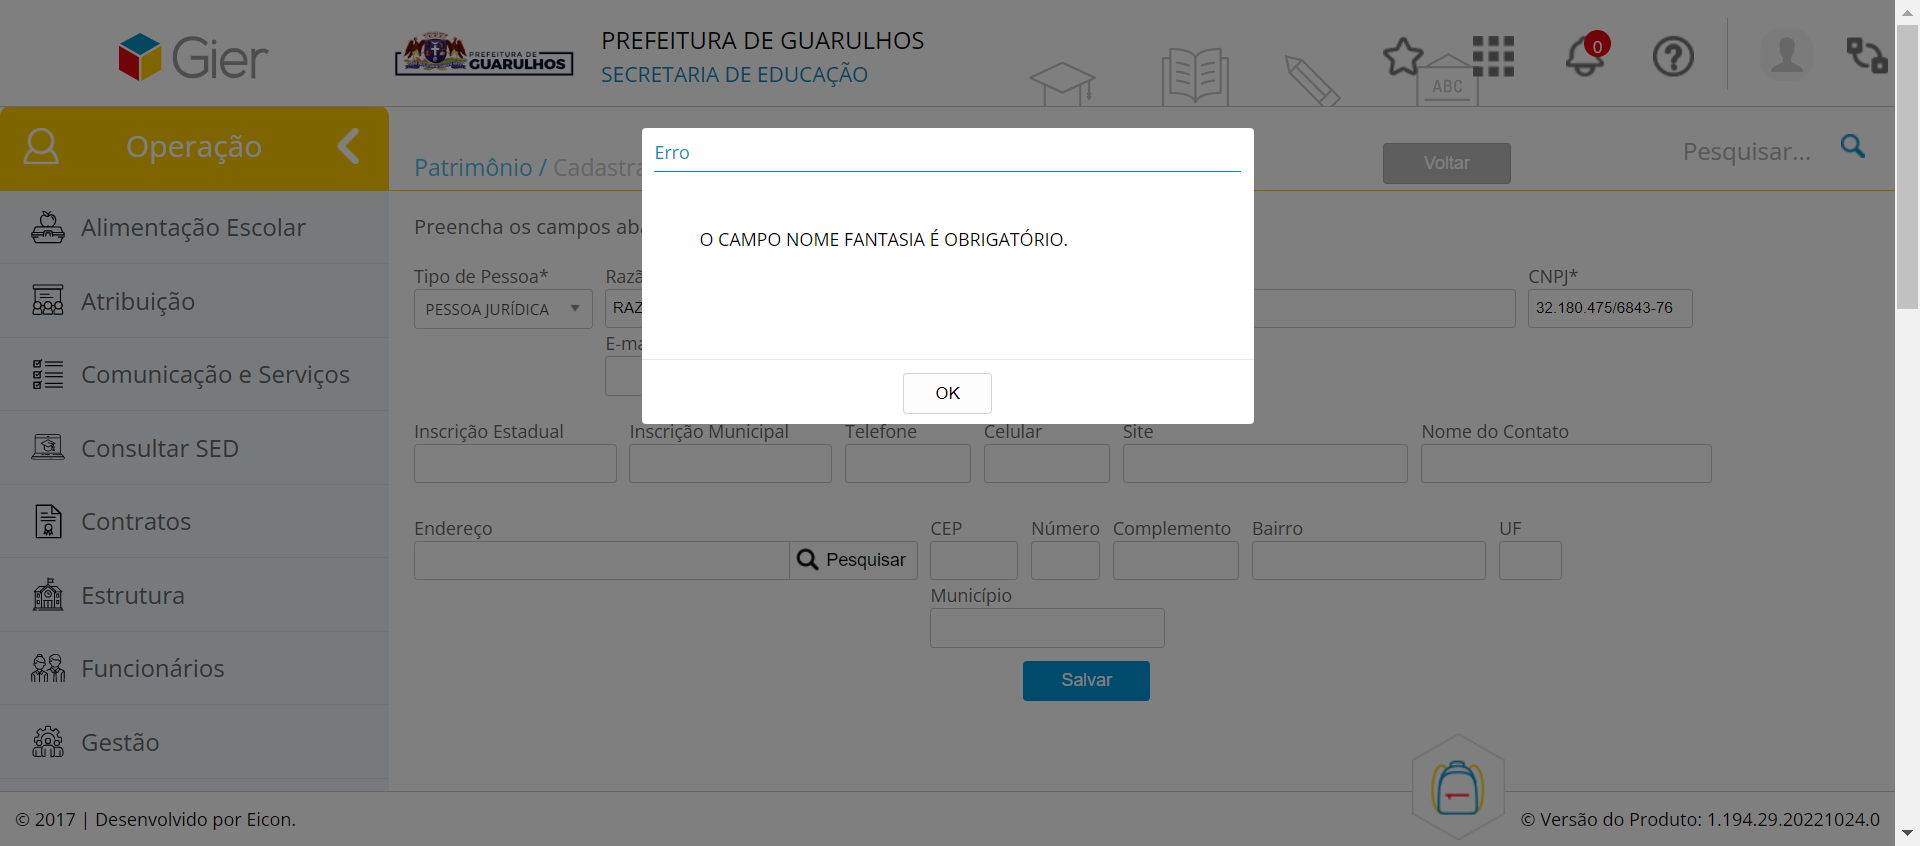 Gier
PREFEITURA DE
GUARULHOS
PREFEITURA DE GUARULHOS
SECRETARIA DE EDUCAÇÃO
ABC
0
Operação
Patrimônio / Cadastra
Voltar
Pesquisar...
Erro
O CAMPO NOME FANTASIA É OBRIGATÓRIO.
OK
Alimentação Escolar
Atribuição
Comunicação e Serviços
Consultar SED
Contratos
Estrutura
Funcionários
Gestão
Preencha os campos aba
Tipo de Pessoa*
Razã
CNPJ*
PESSOA JURÍDICA
RAZ
32.180.475/6843-76
E-ma
Inscrição Estadual
Inscrição Municipal
Telefone
Celular
Site
Nome do Contato
Endereço
CEP
Número
Complemento
Bairro
UF
Pesquisar
Município
Salvar
© 2017 | Desenvolvido por Eicon.
© Versão do Produto: 1.194.29.20221024.0